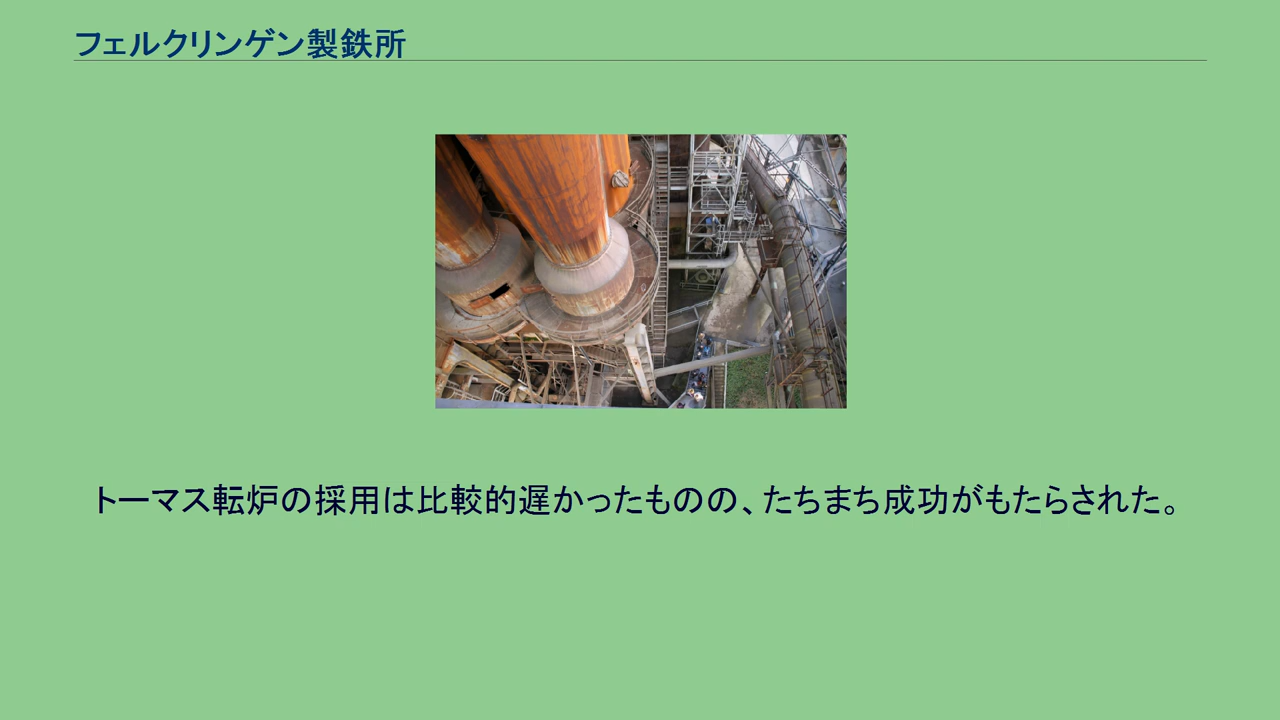 フェルクリンゲン製鉄所
トーマス転炉の採用は比較的遅かったものの、たちまち成功がもたらされた。